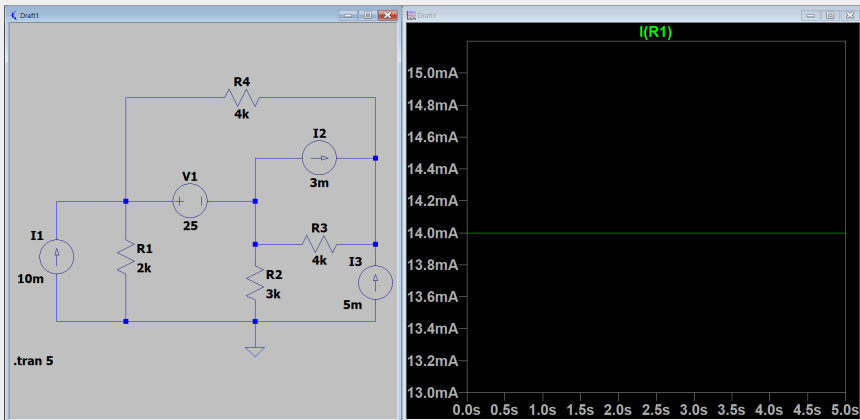 Draft1
R4
4k
I2
3m
V1
25
I1
10m
R1
2k
R3
4k
R2
3k
I3
5m
.tran 5
Draft1
I(R1)
15.0mA
14.8mA
14.6mA
14.4mA
14.2mA
14.0mA
13.8mA
13.6mA
13.4mA
13.2mA
13.0mA
0.0s 0.5s 1.0s 1.5s 2.0s 2.5s 3.0s 3.5s 4.0s 4.5s 5.0s